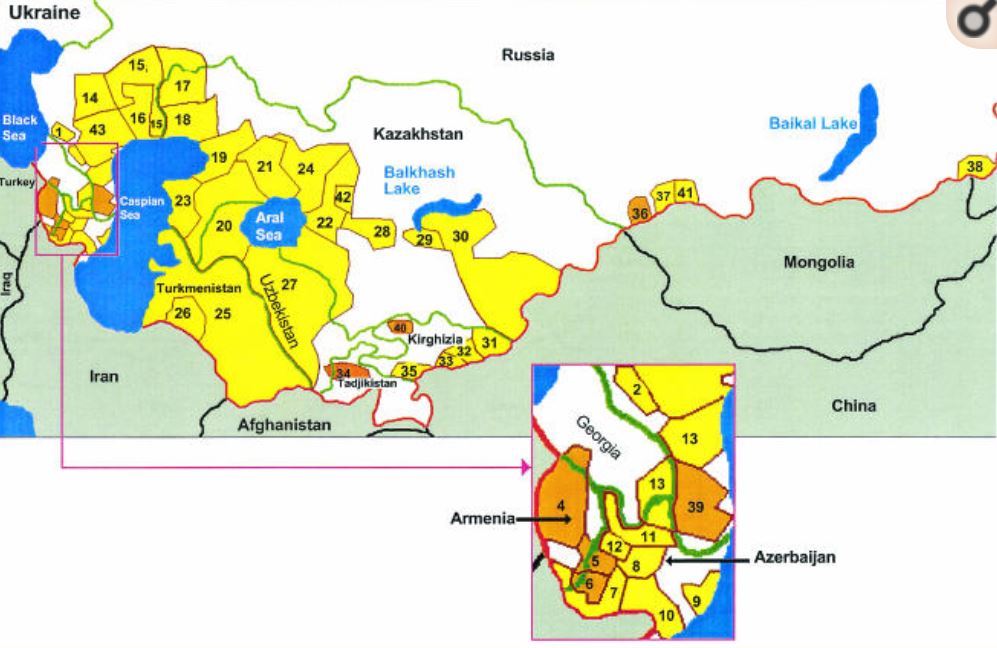 Ukraine
Russia
15
17
14
16
15
18
43
1
Black
Sea
Kazakhstan
Baikal Lake
Balkhash
Lake
Turkey
Caspian
Sea
19
21
24
23
42
20
Aral
Sea
22
28
29
30
36
37
41
38
Mongolia
Iraq
Turkmenistan
Uzbekistan
27
26
25
40
Kirghizia
31
32
33
34
35
Tadjikistan
Iran
Afghanistan
China
2
Georgia
13
13
4
39
Armenia
11
12
5
8
Azerbaijan
6
7
9
10